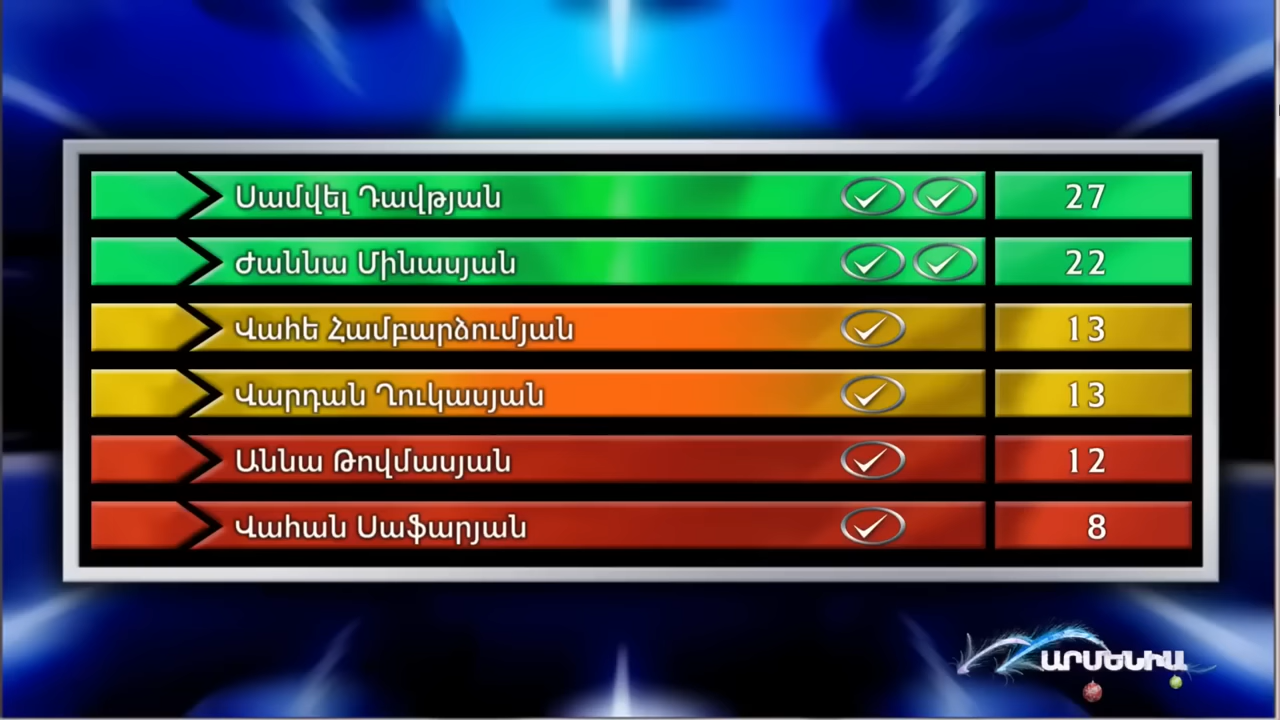 Սամվել Դավթյան 27
Ժաննա Մինասյան 22
Վահե Համբարձումյան 13
Վարդան Ղուկասյան 13
Աննա Թովմասյան 12
Վահան Սաֆարյան 8
ԱՐՄԵՆԻԱ